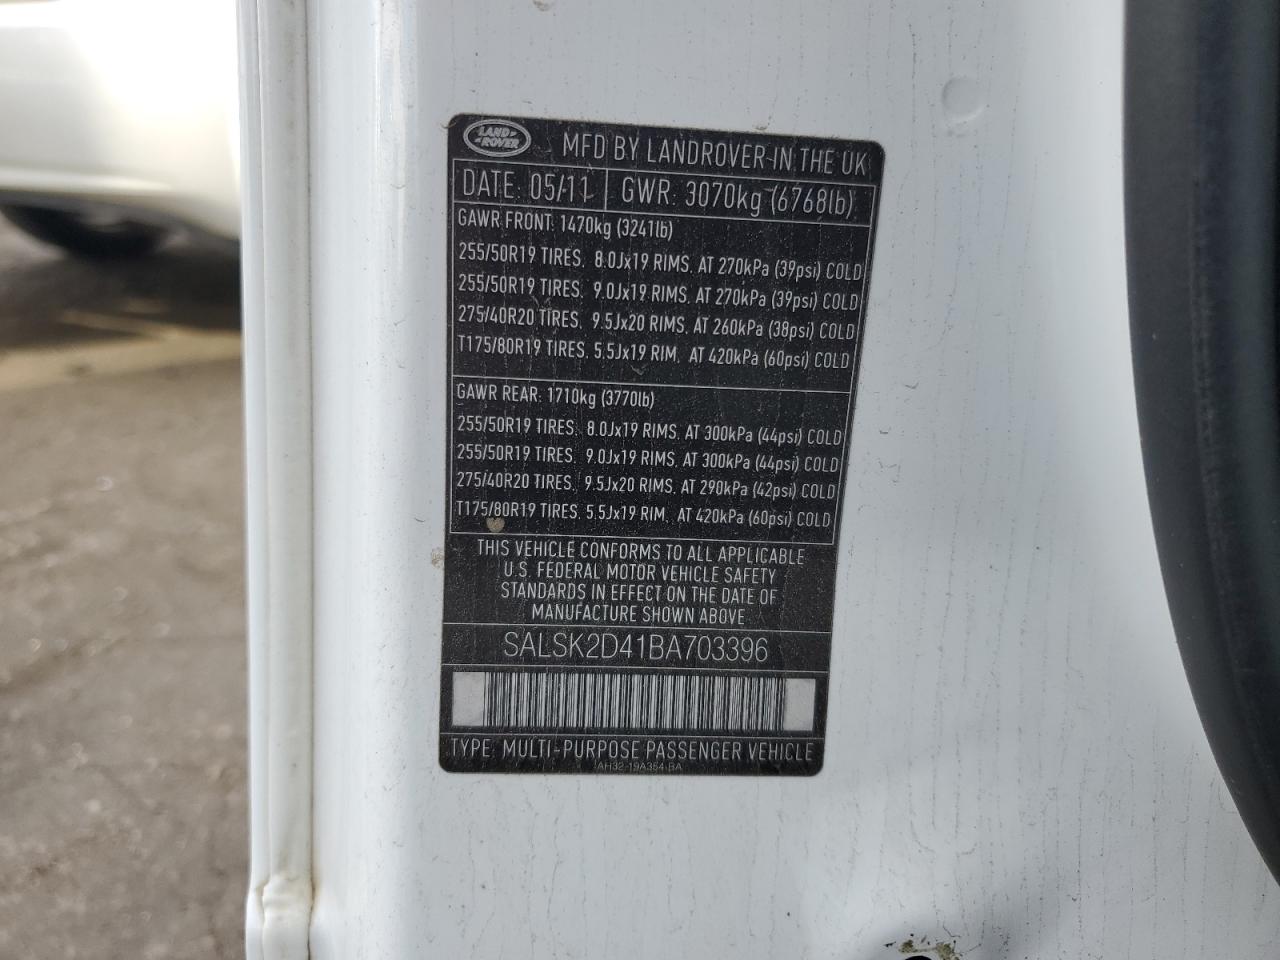 LAND ROVER
MFD BY LANDROVER IN THE UK
DATE: 05/11 GWR: 3070kg (6768lb)
GAWR FRONT: 1470kg (3241lb)
255/50R19 TIRES, 8.0Jx19 RIMS, AT 270kPa (39psi) COLD
255/50R19 TIRES, 9.0Jx19 RIMS, AT 270kPa (39psi) COLD
275/40R20 TIRES, 9.5Jx20 RIMS, AT 260kPa (38psi) COLD
T175/80R19 TIRES, 5.5Jx19 RIM, AT 420kPa (60psi) COLD
GAWR REAR: 1710kg (3770lb)
255/50R19 TIRES, 8.0Jx19 RIMS, AT 300kPa (44psi) COLD
255/50R19 TIRES, 9.0Jx19 RIMS, AT 300kPa (44psi) COLD
275/40R20 TIRES, 9.5Jx20 RIMS, AT 290kPa (42psi) COLD
T175/80R19 TIRES, 5.5Jx19 RIM, AT 420kPa (60psi) COLD
THIS VEHICLE CONFORMS TO ALL APPLICABLE
U.S. FEDERAL MOTOR VEHICLE SAFETY
STANDARDS IN EFFECT ON THE DATE OF
MANUFACTURE SHOWN ABOVE
SALSK2D41BA703396
TYPE: MULTI-PURPOSE PASSENGER VEHICLE
AH32-19A354-BA